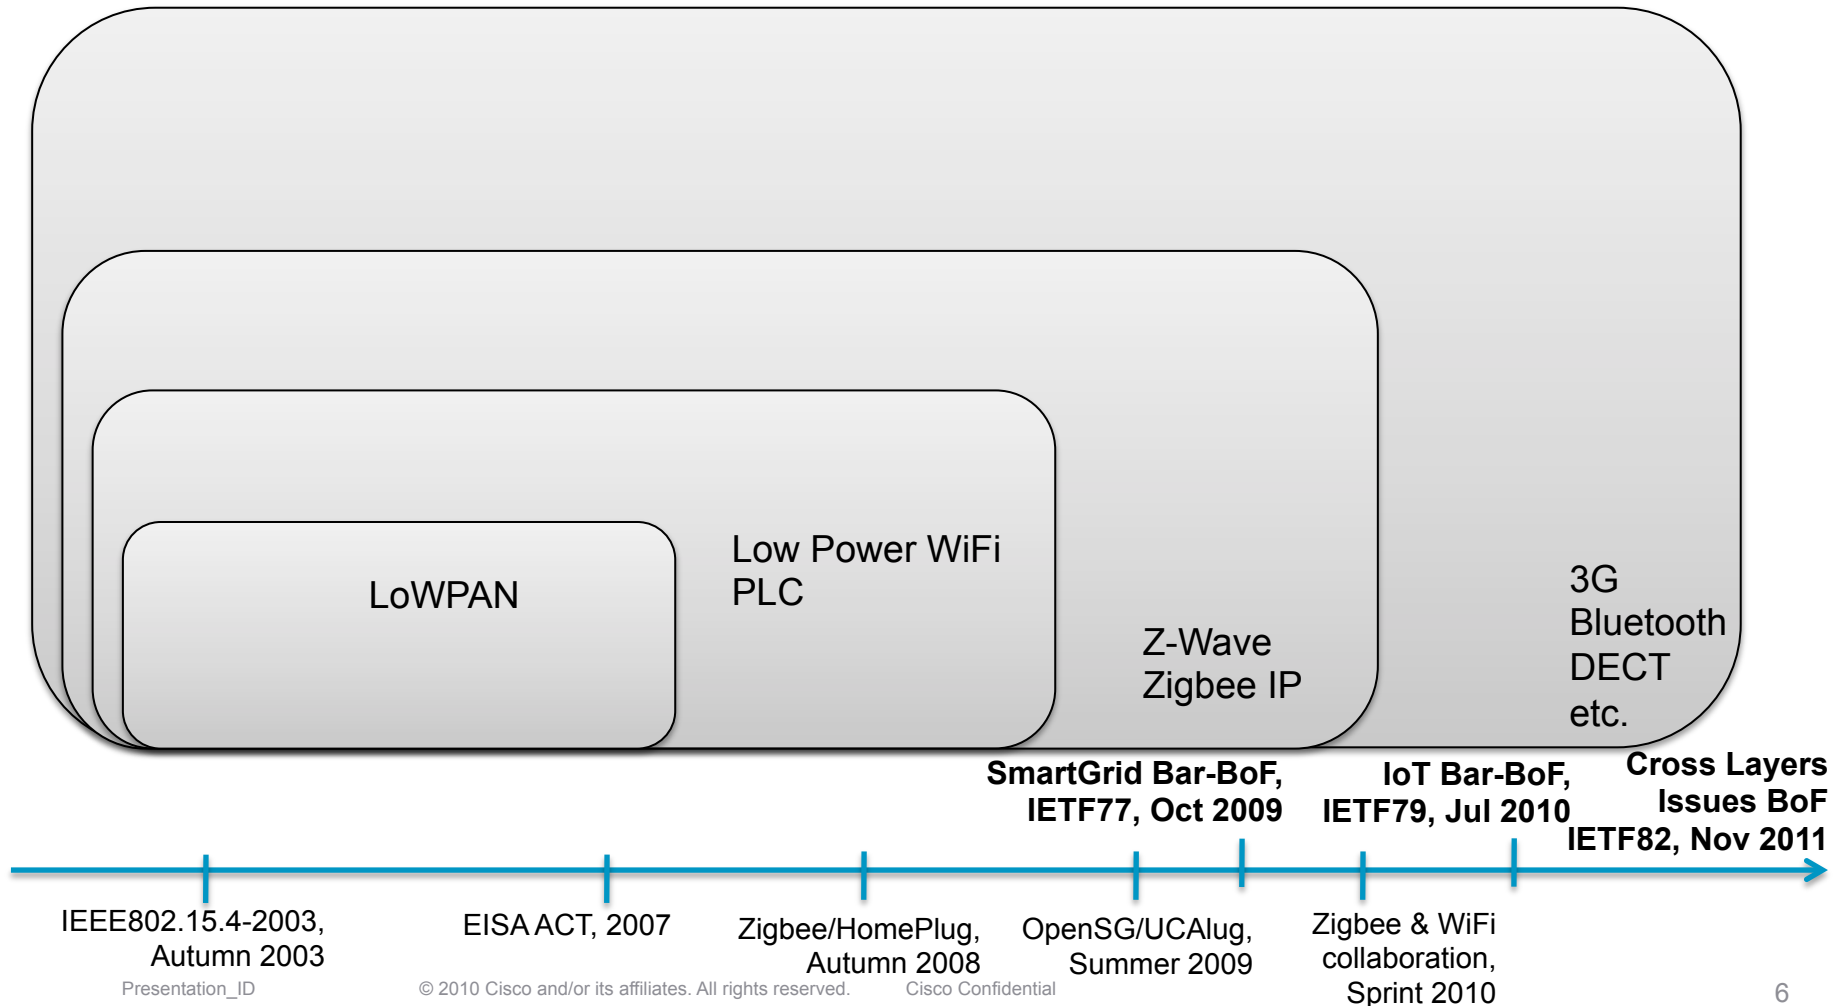 LoWPAN
Low Power WiFi
PLC
Z-Wave
Zigbee IP
3G
Bluetooth
DECT
etc.
SmartGrid Bar-BoF,
IETF77, Oct 2009
IoT Bar-BoF,
IETF79, Jul 2010
Cross Layers
Issues BoF
IETF82, Nov 2011
IEEE802.15.4-2003,
Autumn 2003
EISA ACT, 2007
Zigbee/HomePlug,
Autumn 2008
OpenSG/UCAlug,
Summer 2009
Zigbee & WiFi
collaboration,
Sprint 2010
Presentation_ID
© 2010 Cisco and/or its affiliates. All rights reserved.
Cisco Confidential
6